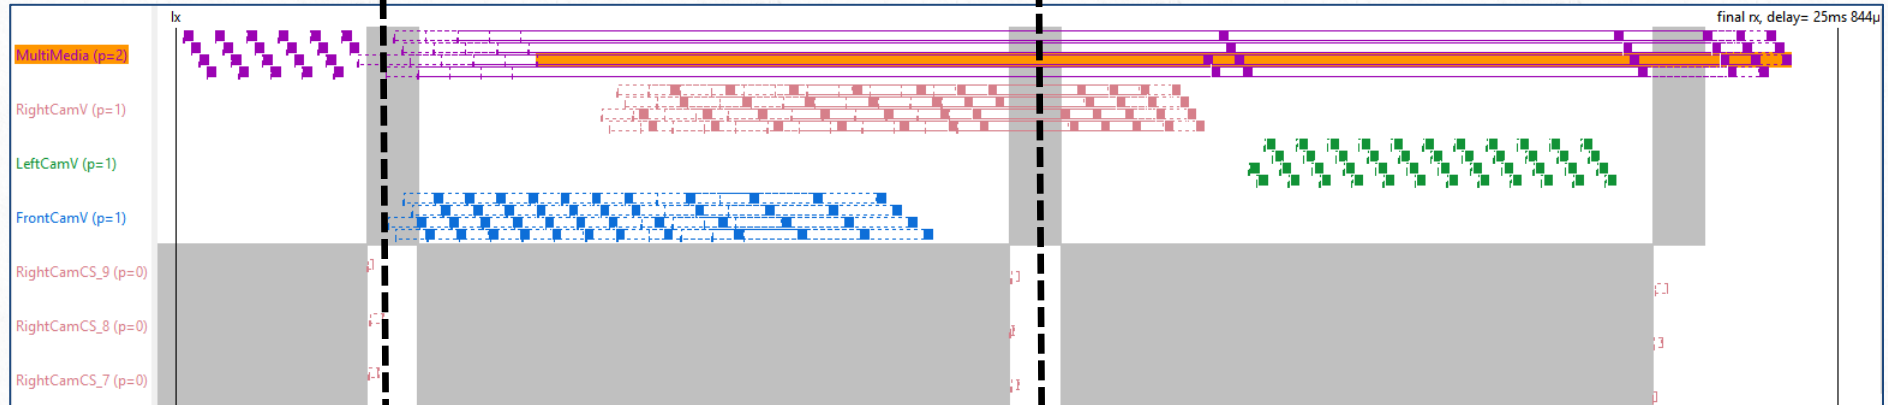 lx
final rx, delay= 25ms 844µ
MultiMedia (p=2)
RightCamV (p=1)
LeftCamV (p=1)
FrontCamV (p=1)
RightCamCS_9 (p=0)
RightCamCS_8 (p=0)
RightCamCS_7 (p=0)